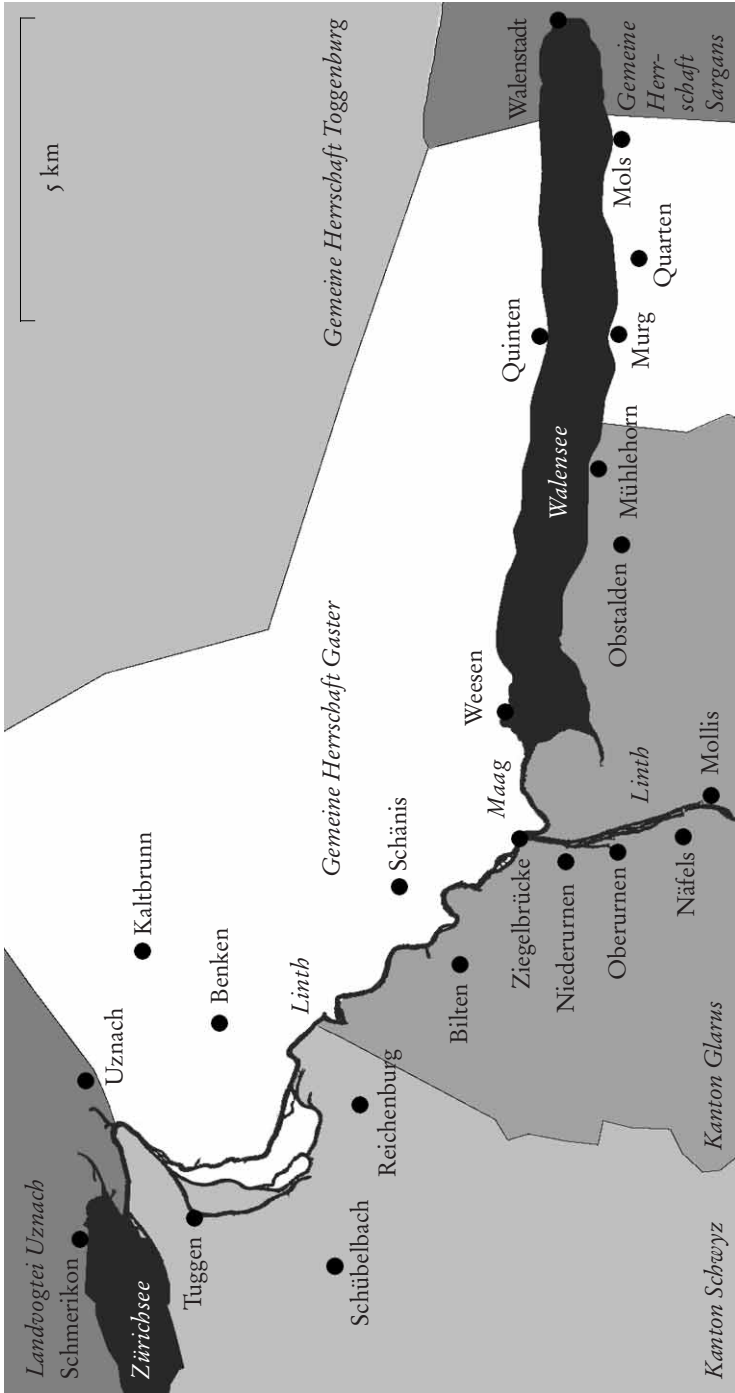 Landvogtei Uznach
5 km
Schmerikon
Uznach
Zürichsee
Kaltbrunn
Tuggen
Benken
Linth
Gemeine Herrschaft Gaster
Gemeine Herrschaft Toggenburg
Schübelbach
Reichenburg
Schänis
Bilten
Weesen
Maag
Quinten
Walenstadt
Ziegelbrücke
Walensee
Niederurnen
Oberurnen
Obstalden
Mühlehorn
Murg
Quarten
Mols
Gemeine
Herr-
schaft
Sargans
Linth
Näfels
Mollis
Kanton Schwyz
Kanton Glarus